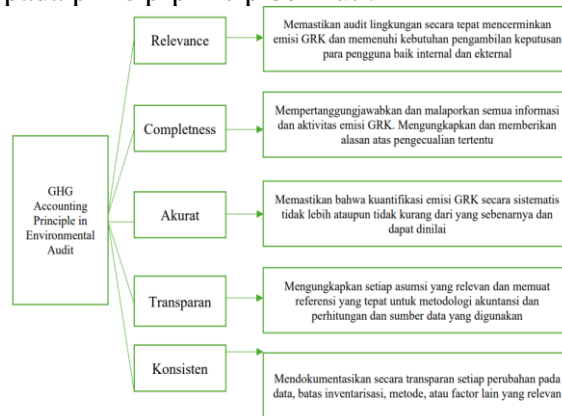 Relevance
Memastikan audit lingkungan secara tepat mencerminkan
emisi GRK dan memenuhi kebutuhan pengambilan keputusan
para pengguna baik internal dan ekternal
Completness
Mempertanggungjawabkan dan malaporkan semua informasi
dan aktivitas emisi GRK. Mengungkapkan dan memberikan
alasan atas pengecualian tertentu
GHG
Accounting
Principle in
Environmental
Audit
Akurat
Memastikan bahwa kuantifikasi emisi GRK secara sistematis
tidak lebih ataupun tidak kurang dari yang sebenarnya dan
dapat dinilai
Transparan
Mengungkapkan setiap asumsi yang relevan dan memuat
referensi yang tepat untuk metodologi akuntansi dan
perhitungan dan sumber data yang digunakan
Konsisten
Mendokumentasikan secara transparan setiap perubahan pada
data, batas inventarisasi, metode, atau factor lain yang relevan